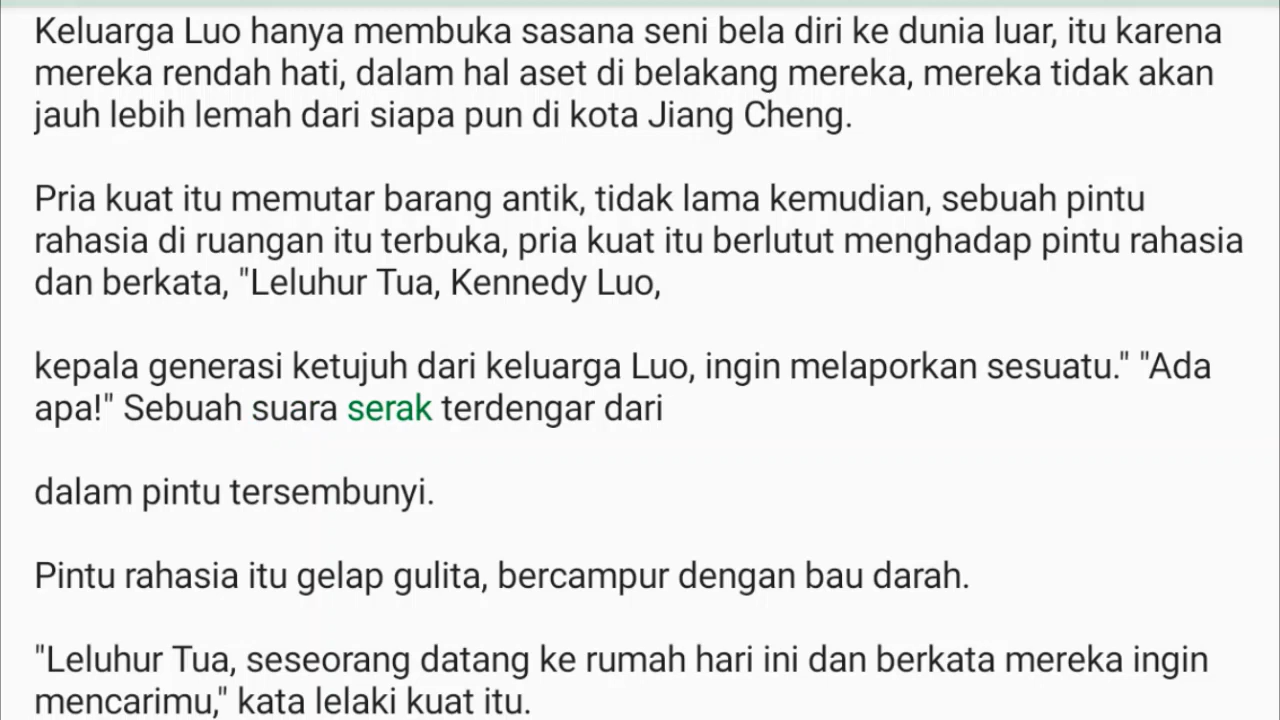 Keluarga Luo hanya membuka sasana seni bela diri ke dunia luar, itu karena
mereka rendah hati, dalam hal aset di belakang mereka, mereka tidak akan
jauh lebih lemah dari siapa pun di kota Jiang Cheng.
Pria kuat itu memutar barang antik, tidak lama kemudian, sebuah pintu
rahasia di ruangan itu terbuka, pria kuat itu berlutut menghadap pintu rahasia
dan berkata, "Leluhur Tua, Kennedy Luo,
kepala generasi ketujuh dari keluarga Luo, ingin melaporkan sesuatu." "Ada
apa!" Sebuah suara serak terdengar dari
dalam pintu tersembunyi.
Pintu rahasia itu gelap gulita, bercampur dengan bau darah.
"Leluhur Tua, seseorang datang ke rumah hari ini dan berkata mereka ingin
mencarimu," kata lelaki kuat itu.